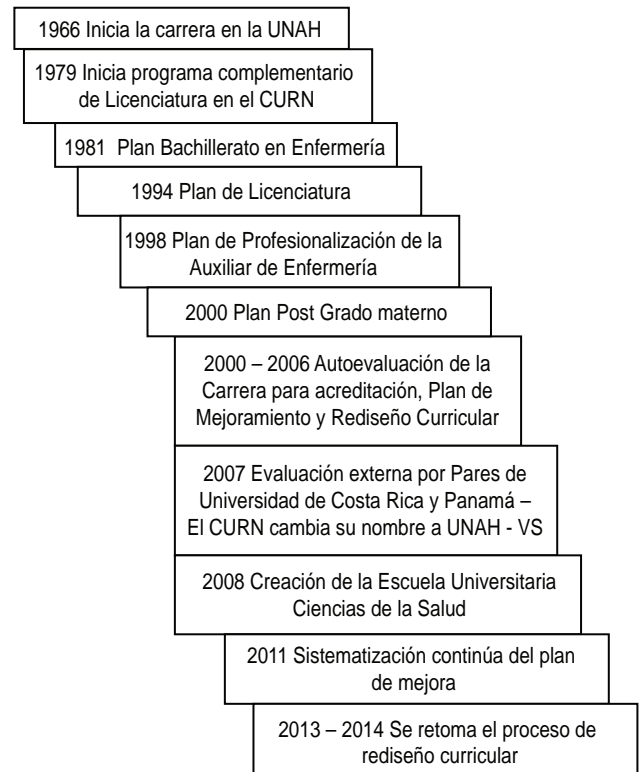 1966 Inicia la carrera en la UNAH
1979 Inicia programa complementario
de Licenciatura en el CURN
1981 Plan Bachillerato en Enfermería
1994 Plan de Licenciatura
1998 Plan de Profesionalización de la
Auxiliar de Enfermería
2000 Plan Post Grado materno
2000 – 2006 Autoevaluación de la
Carrera para acreditación, Plan de
Mejoramiento y Rediseño Curricular
2007 Evaluación externa por Pares de
Universidad de Costa Rica y Panamá –
El CURN cambia su nombre a UNAH - VS
2008 Creación de la Escuela Universitaria
Ciencias de la Salud
2011 Sistematización continúa del plan
de mejora
2013 – 2014 Se retoma el proceso de
rediseño curricular